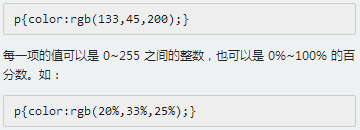 p{color:rgb(133,45,200);}
每一项的值可以是 0~255 之间的整数，也可以是 0%~100% 的百
分数。如：
p{color:rgb(20%,33%,25%);}